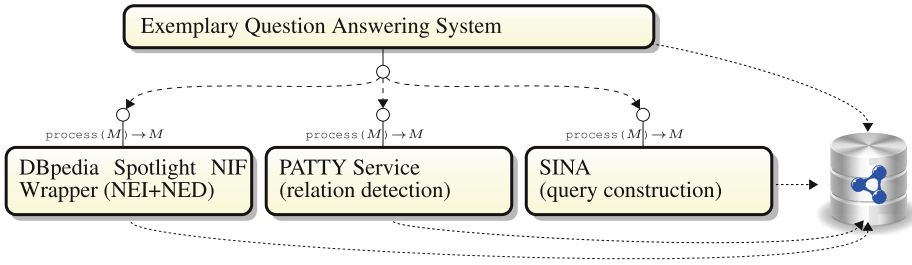 Exemplary Question Answering System
process(M)→M
process(M)→M
process(M)→M
DBpedia Spotlight NIF
Wrapper (NEI+NED)
PATTY Service
(relation detection)
SINA
(query construction)